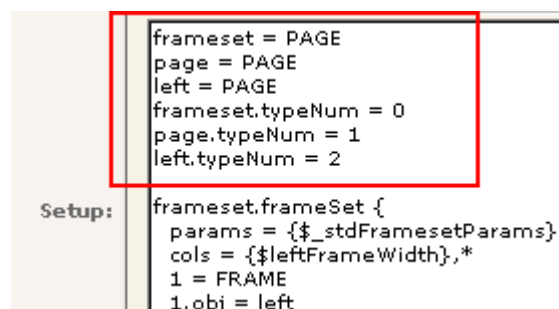 frameset = PAGE
page = PAGE
left = PAGE
frameset.typeNum = 0
page.typeNum = 1
left.typeNum = 2
Setup:
frameset.frameSet {
params = {$_stdFramesetParams}
cols = {$leftFrameWidth},*
1 = FRAME
1.obj = left